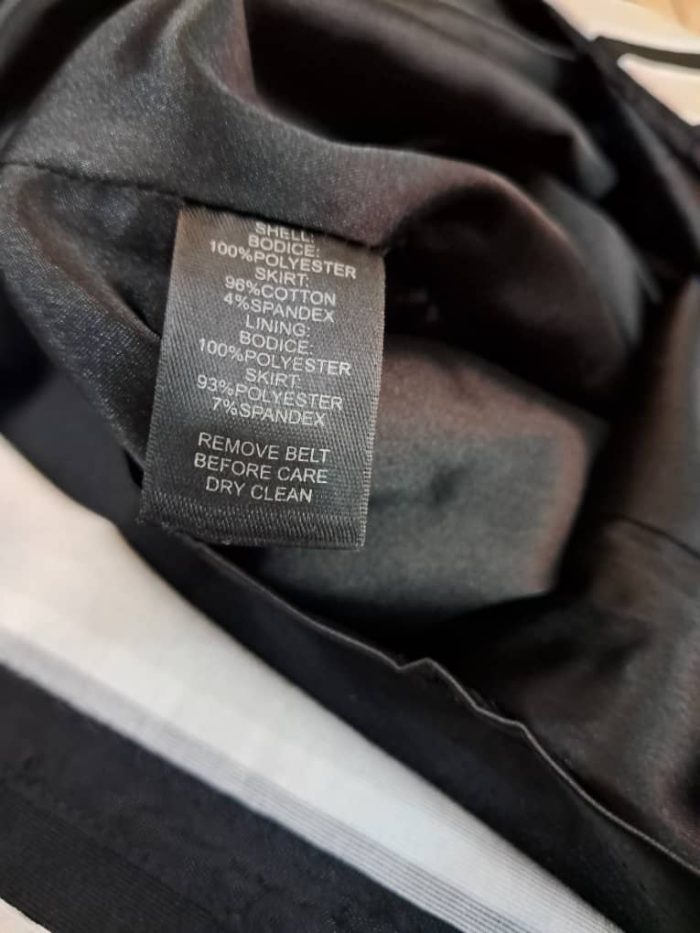 SHELL:
BODICE:
100%POLYESTER
SKIRT:
96%COTTON
4%SPANDEX
LINING:
BODICE:
100%POLYESTER
SKIRT:
93%POLYESTER
7%SPANDEX
REMOVE BELT
BEFORE CARE
DRY CLEAN